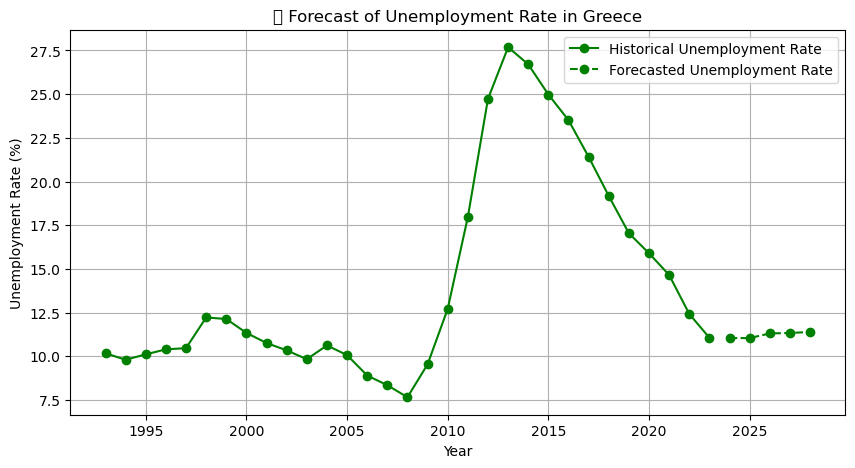 ▯ Forecast of Unemployment Rate in Greece
Historical Unemployment Rate
Forecasted Unemployment Rate
Unemployment Rate (%)
27.5
25.0
22.5
20.0
17.5
15.0
12.5
10.0
7.5
1995 2000 2005 2010 2015 2020 2025
Year